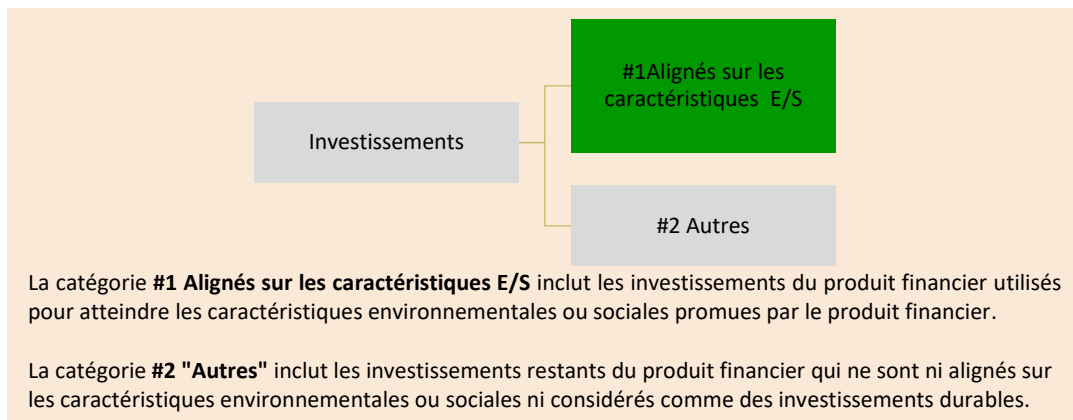 #1Alignés sur les
caractéristiques E/S
Investissements
#2 Autres
La catégorie #1 Alignés sur les caractéristiques E/S inclut les investissements du produit financier utilisés
pour atteindre les caractéristiques environnementales ou sociales promues par le produit financier.
La catégorie #2 "Autres" inclut les investissements restants du produit financier qui ne sont ni alignés sur
les caractéristiques environnementales ou sociales ni considérés comme des investissements durables.